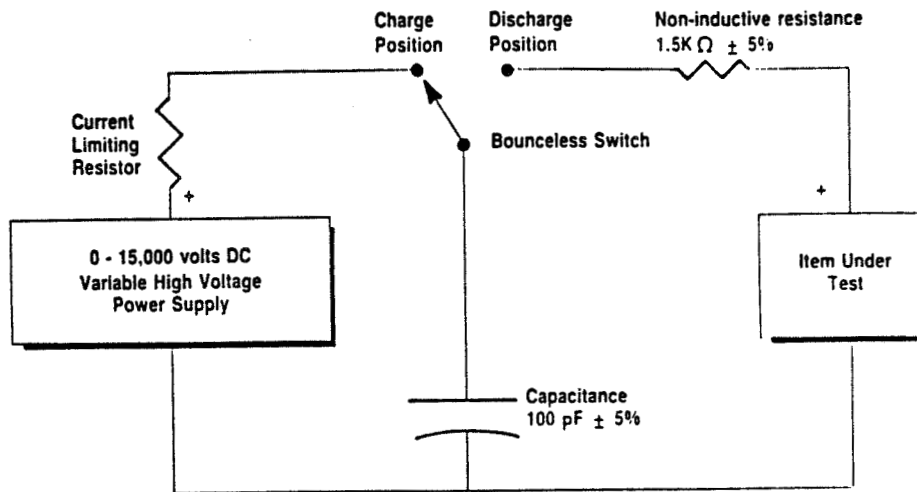 Charge
Position
Discharge
Position
Non-inductive resistance
1.5K Ω ± 5%
Current
Limiting
Resistor
Bounceless Switch
+
+
0 - 15,000 volts DC
Variable High Voltage
Power Supply
Item Under
Test
Capacitance
100 pF ± 5%